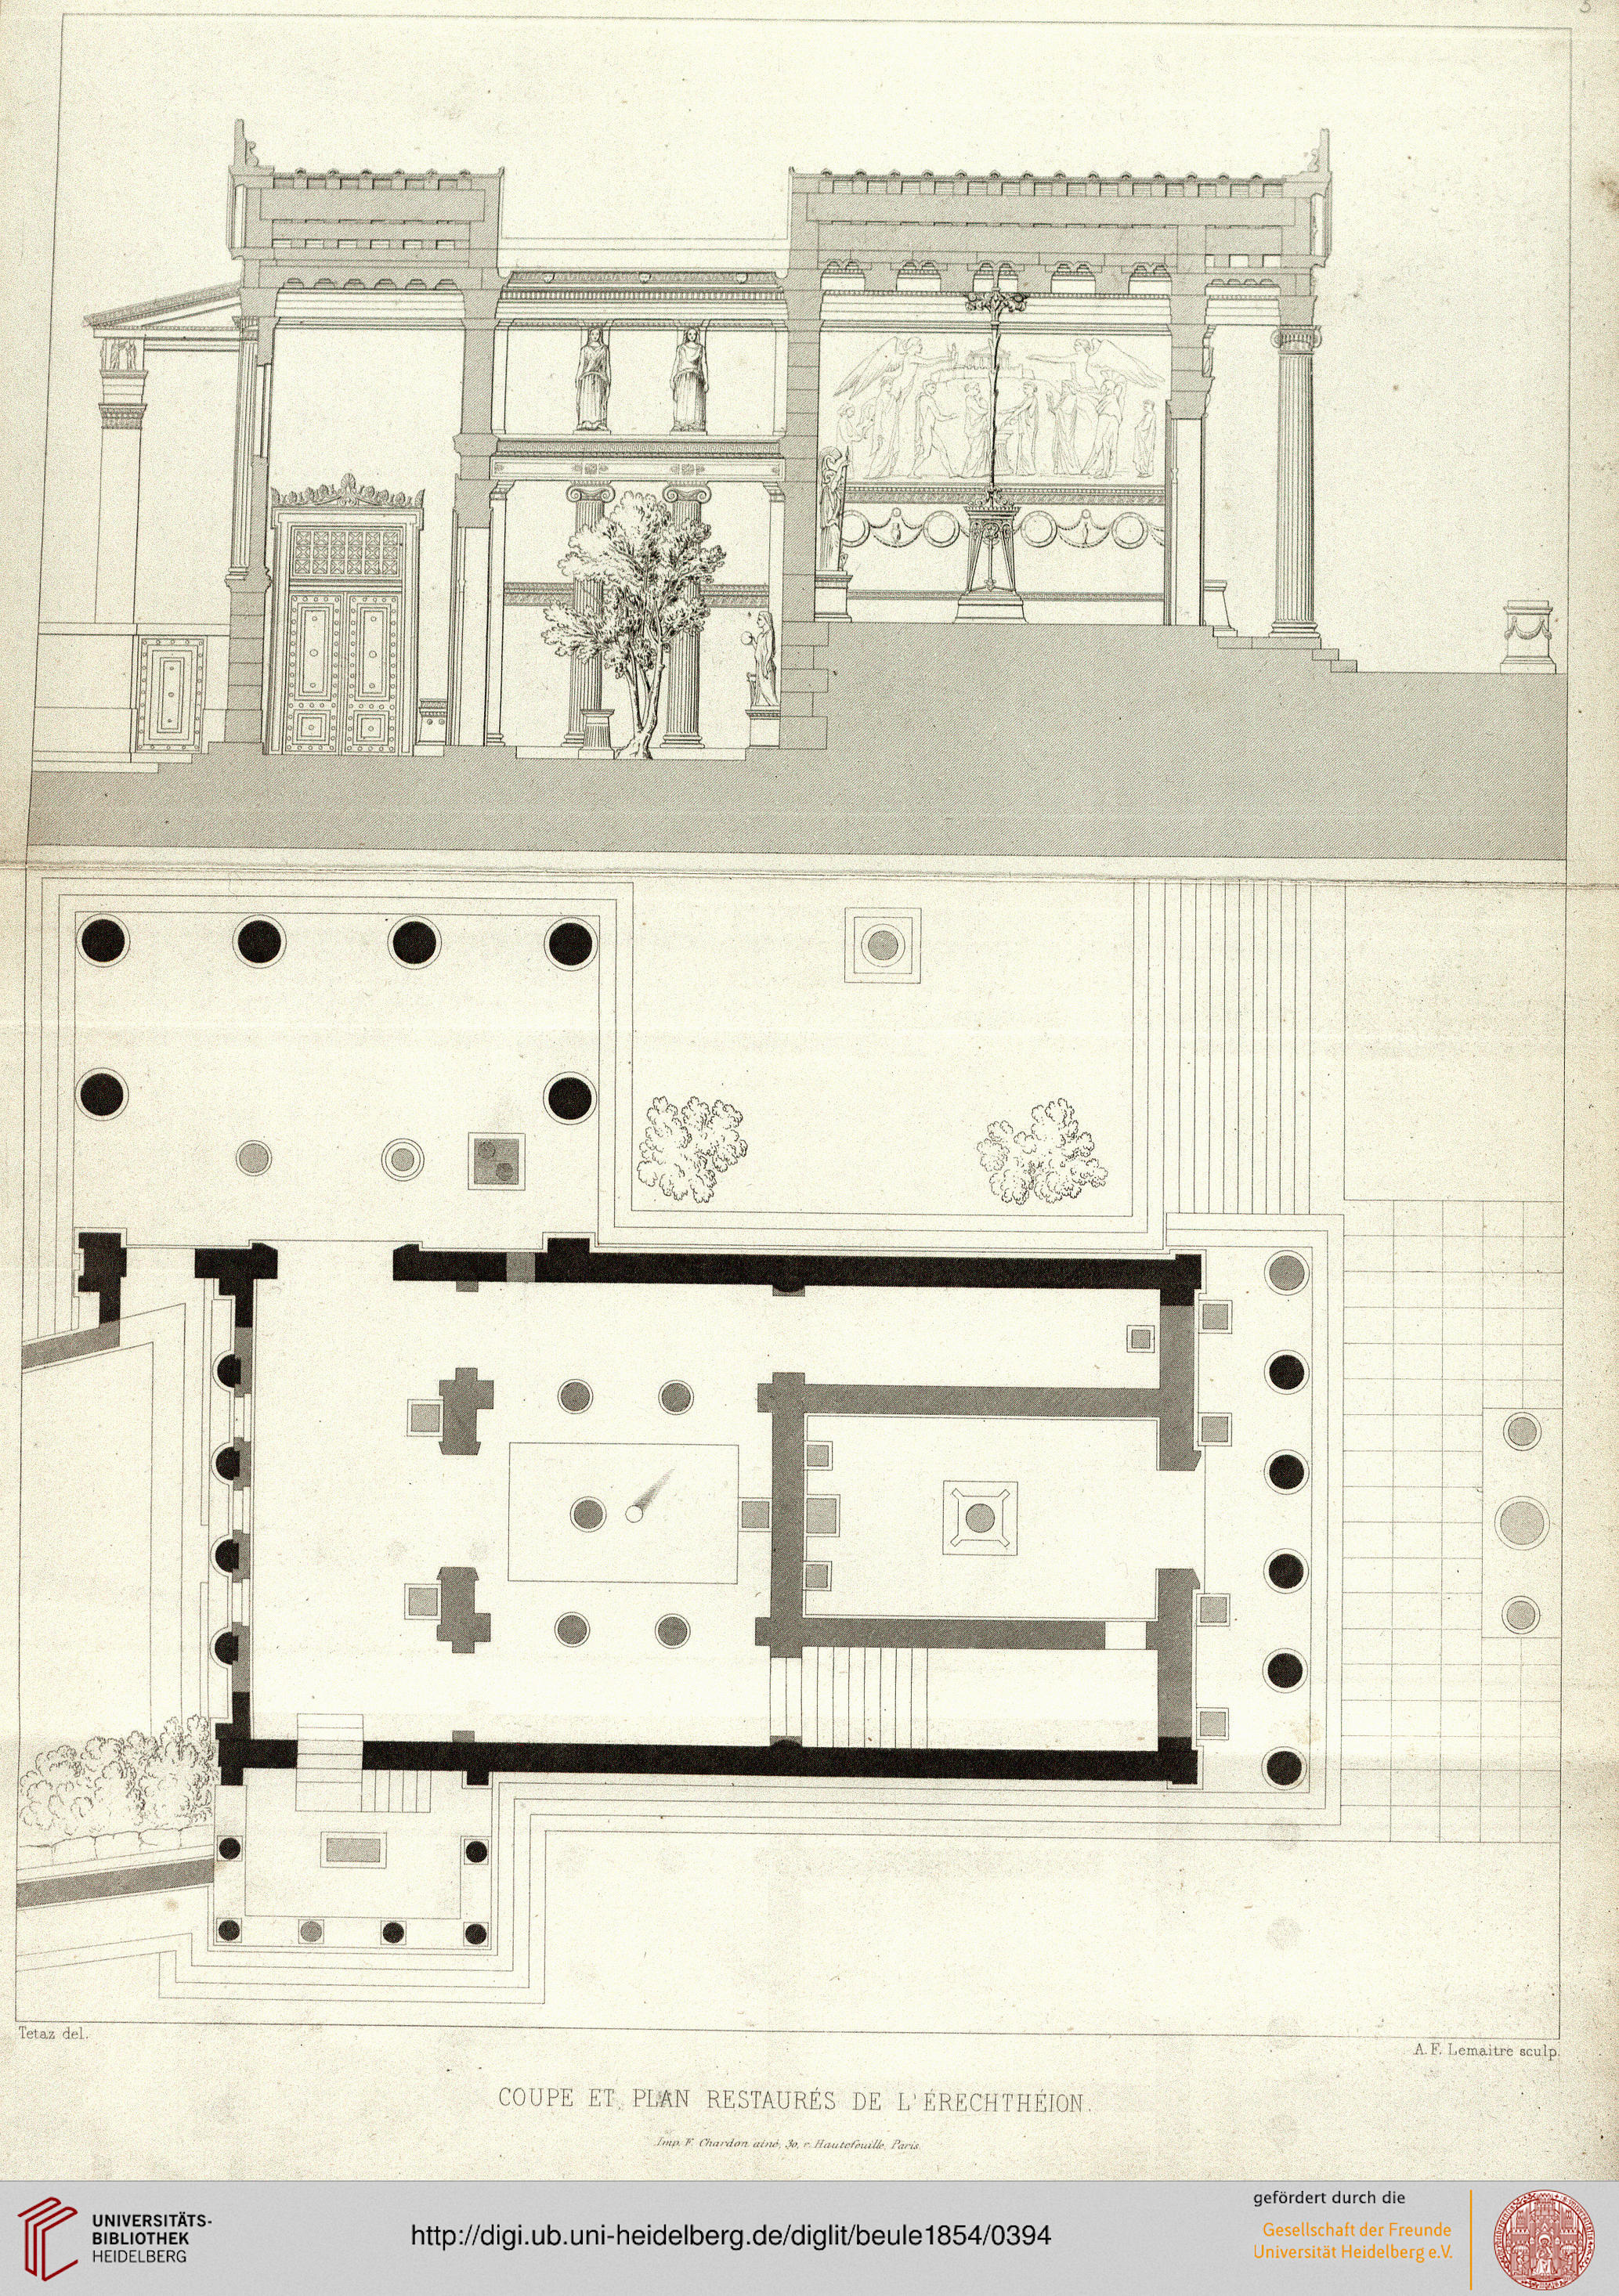 5
Tetaz del.
A. F. Lemaitre sculp.
COUPE ET PLAN RESTAURÉS DE L'ÉRECHTHÉION.
Imp. F. Chardon ainé, 30, r. Hautefeuille, Paris.
UNIVERSITÄTS-
BIBLIOTHEK
HEIDELBERG
http://digi.ub.uni-heidelberg.de/diglit/beule1854/0394
gefördert durch die
Gesellschaft der Freunde
Universität Heidelberg e.V.